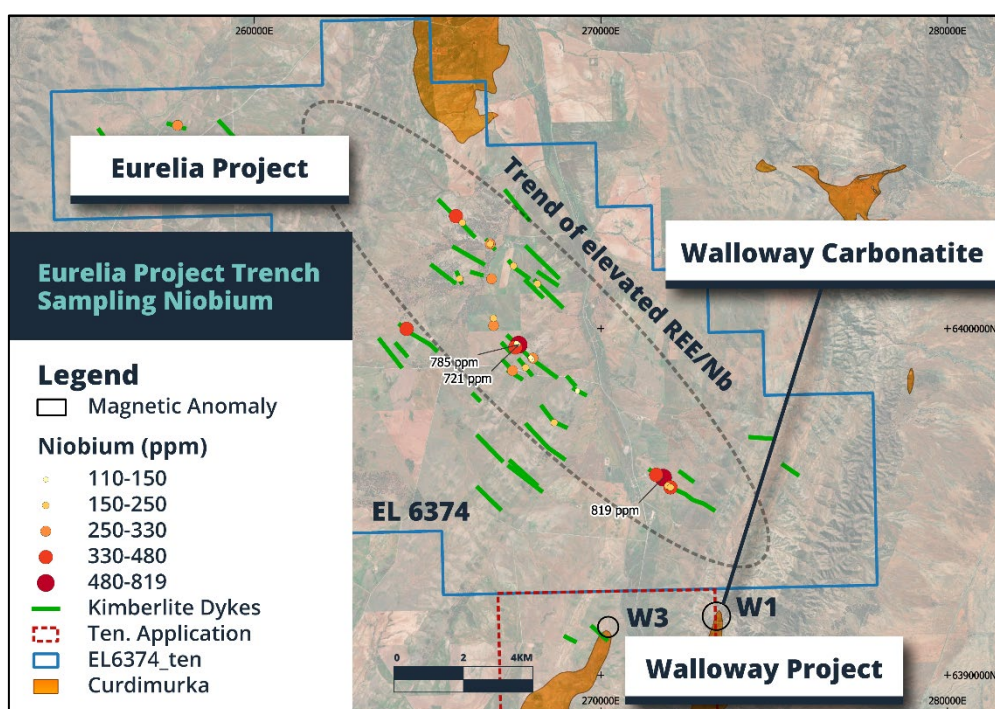 260000E
270000E
280000E
Eurelia Project
Trend of elevated REE/Nb
Walloway Carbonatite
Eurelia Project Trench
Sampling Niobium
6400000N
785 ppm
721 ppm
Legend
Magnetic Anomaly
Niobium (ppm)
110-150
150-250
250-330
330-480
480-819
Kimberlite Dykes
Ten. Application
EL6374_ten
Curdimurka
EL 6374
819 ppm
W3
W1
0 2 4KM
Walloway Project
6390000N
270000E
280000E